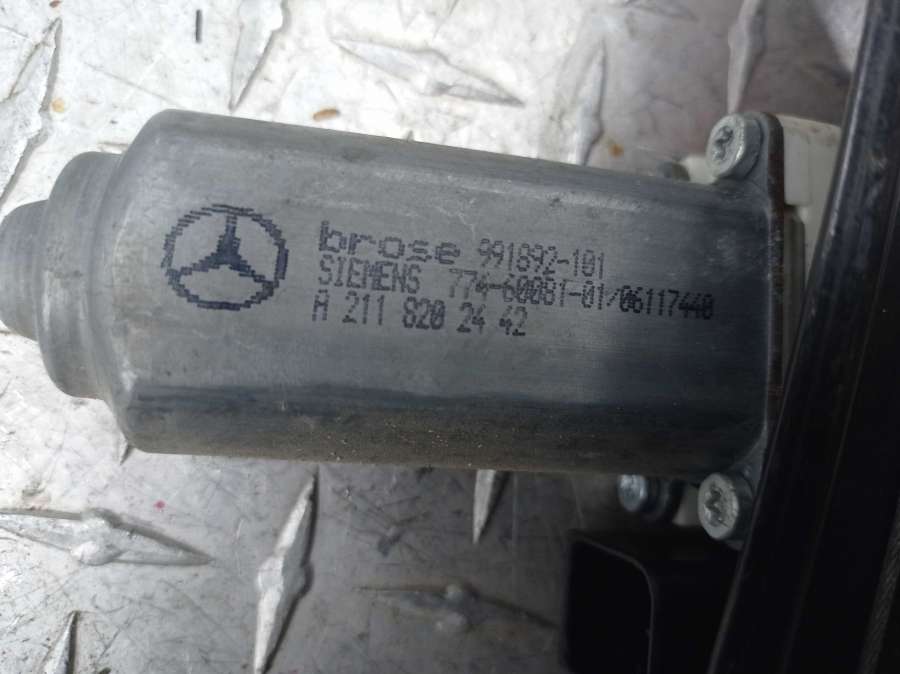 brose 991892-101
SIEMENS 774-60081-01/06117440
A 211 820 24 42